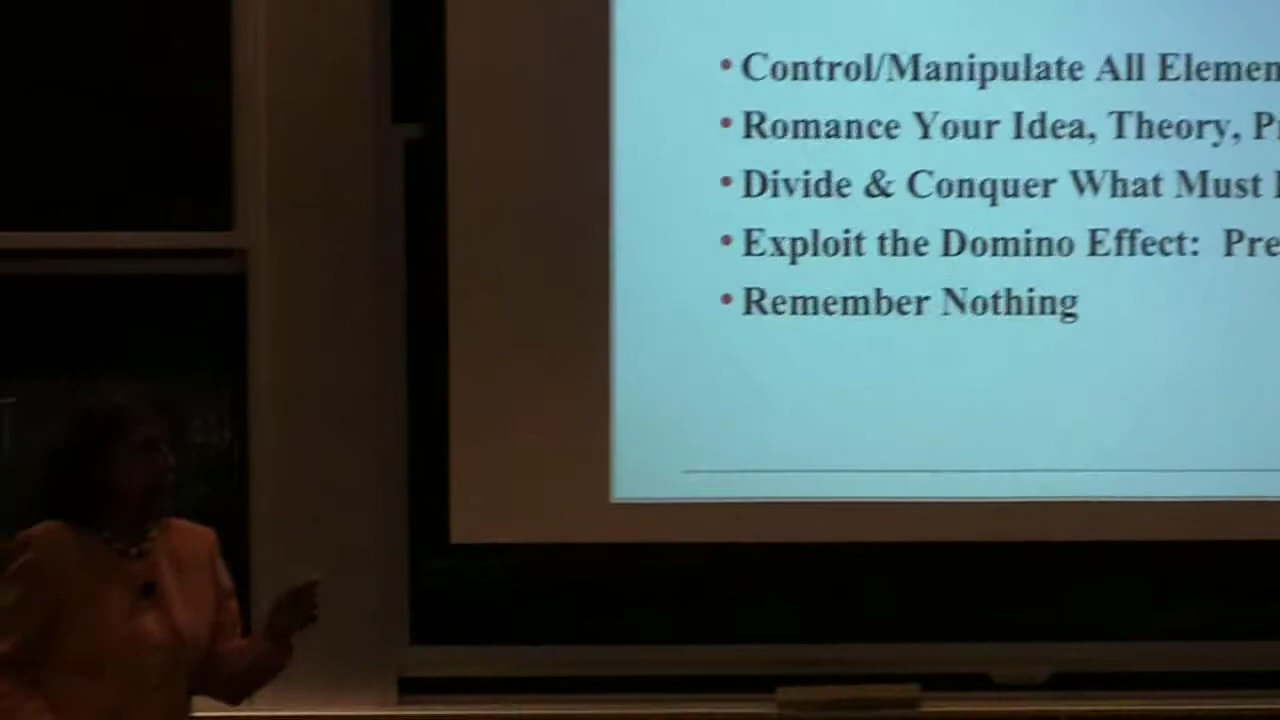 • Control/Manipulate All Elemen
• Romance Your Idea, Theory, P
• Divide & Conquer What Must
• Exploit the Domino Effect: Pre
• Remember Nothing